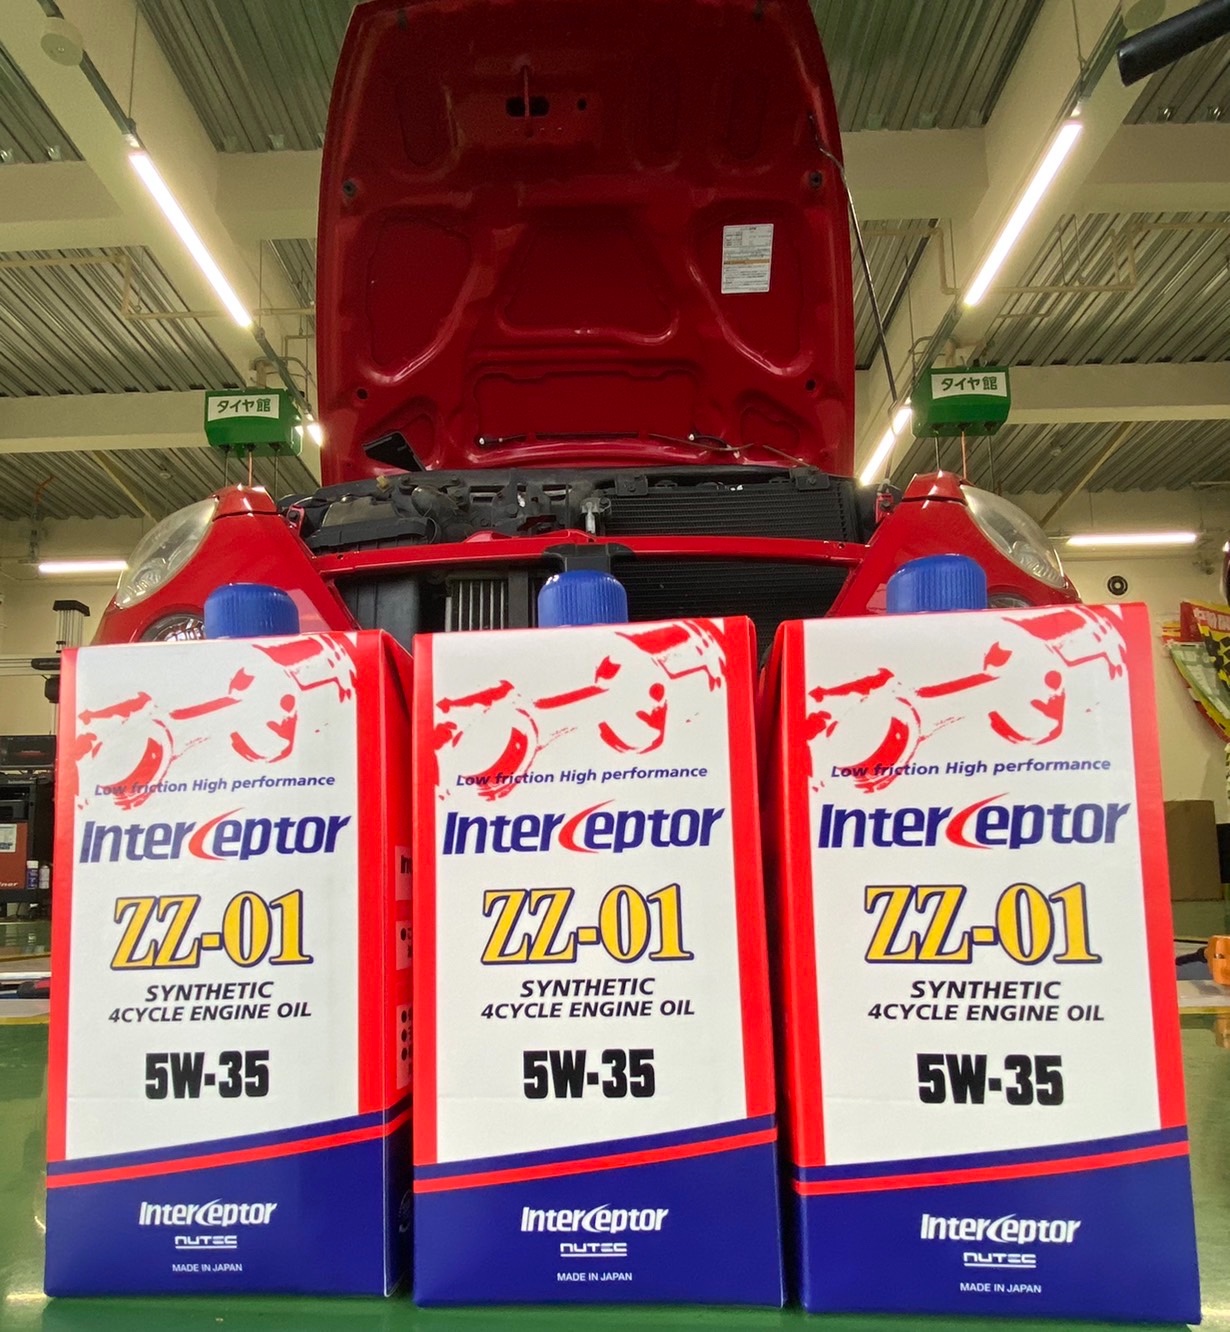 タイヤ館
タイヤ館
Low friction High performance
Interceptor
ZZ-01
SYNTHETIC
4CYCLE ENGINE OIL
5W-35
Interceptor
NUTEC
MADE IN JAPAN
Low friction High performance
Interceptor
ZZ-01
SYNTHETIC
4CYCLE ENGINE OIL
5W-35
Interceptor
NUTEC
MADE IN JAPAN
Low friction High performance
Interceptor
ZZ-01
SYNTHETIC
4CYCLE ENGINE OIL
5W-35
Interceptor
NUTEC
MADE IN JAPAN